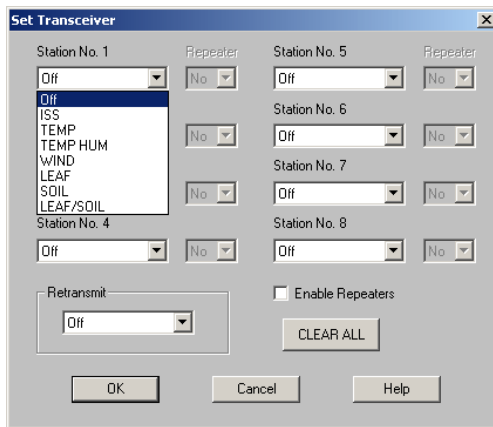 Set Transceiver
Station No. 1 Repeater Station No. 5 Repeater
Off No Off No
Off
ISS
TEMP
TEMP HUM
WIND
LEAF
SOIL
LEAF/SOIL
Station No. 6
No Off No
Station No. 7
No Off No
Station No. 4 Station No. 8
Off No Off No
Retransmit
Off
Enable Repeaters
CLEAR ALL
OK Cancel Help